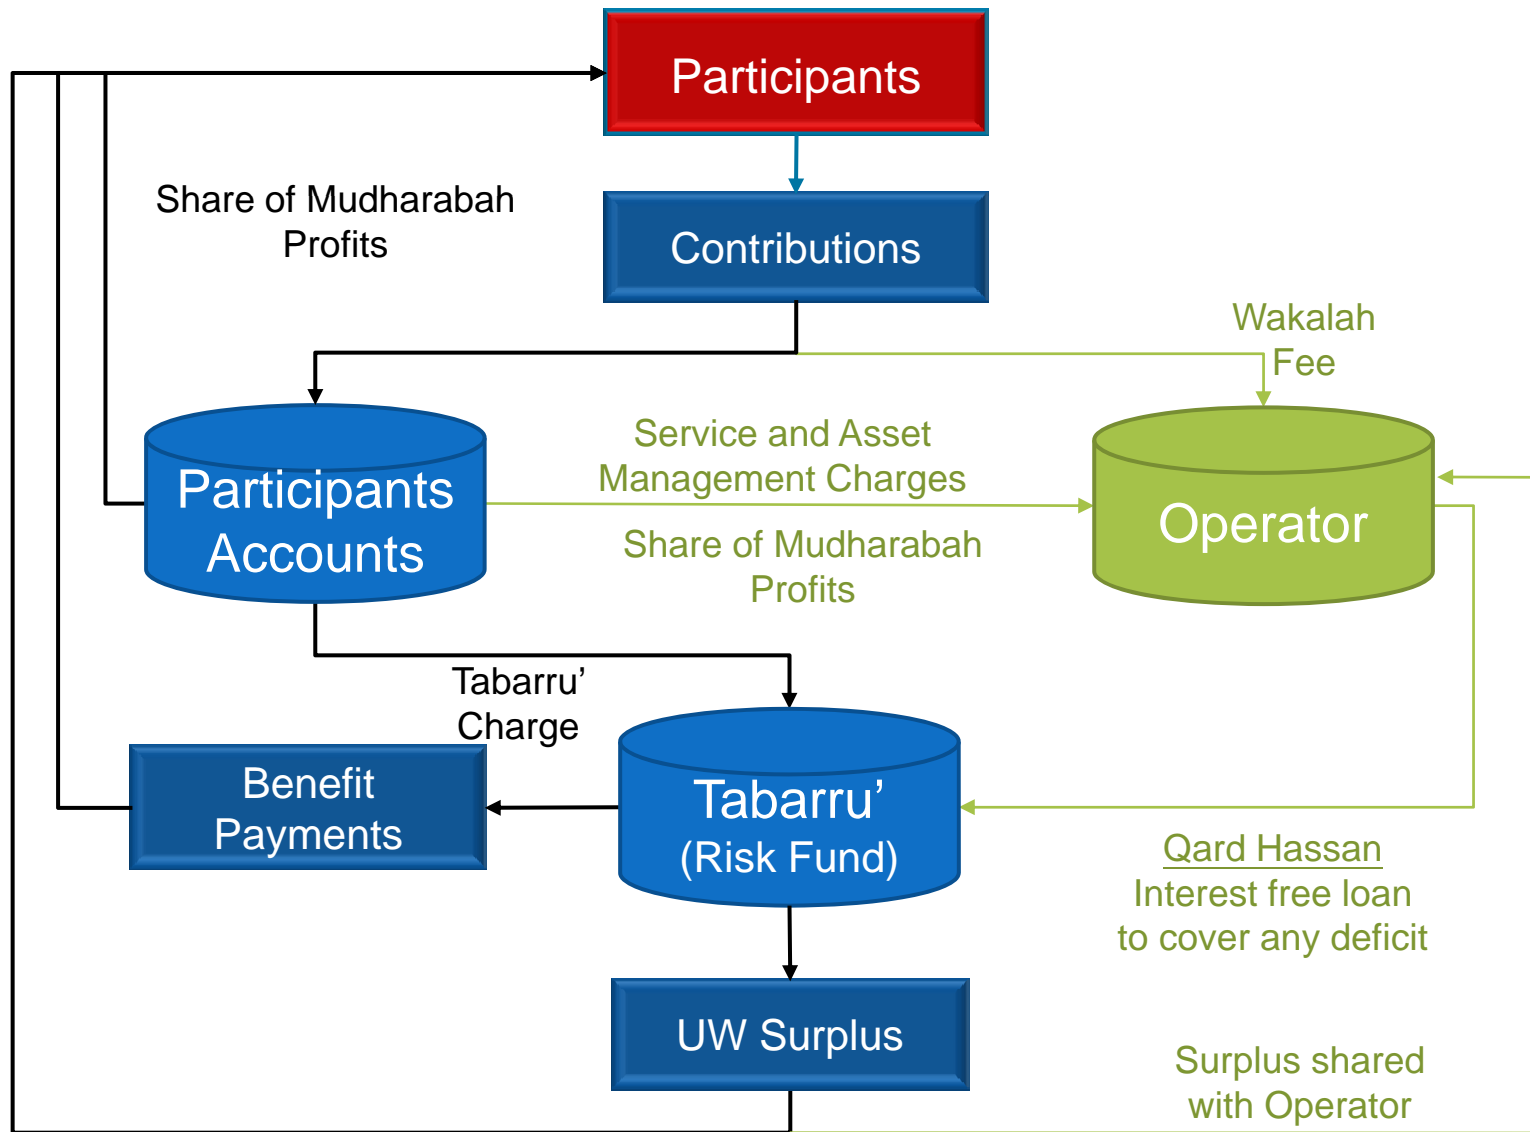 Participants
Share of Mudharabah
Profits
Contributions
Wakalah
Fee
Service and Asset
Management Charges
Participants
Accounts
Operator
Share of Mudharabah
Profits
Tabarru’
Charge
Benefit
Payments
Tabarru’
(Risk Fund)
Qard Hassan
Interest free loan
to cover any deficit
UW Surplus
Surplus shared
with Operator